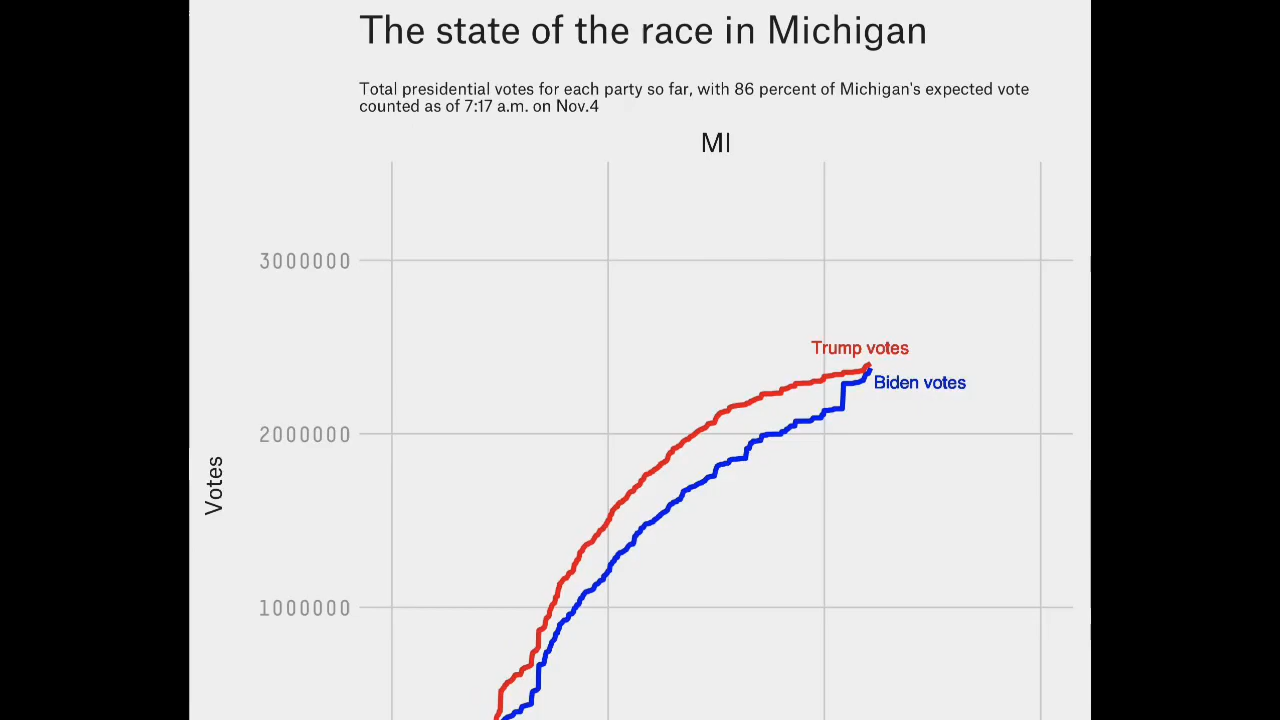 The state of the race in Michigan
Total presidential votes for each party so far, with 86 percent of Michigan's expected vote
counted as of 7:17 a.m. on Nov.4
MI
3000000
Trump votes
Biden votes
2000000
Votes
1000000